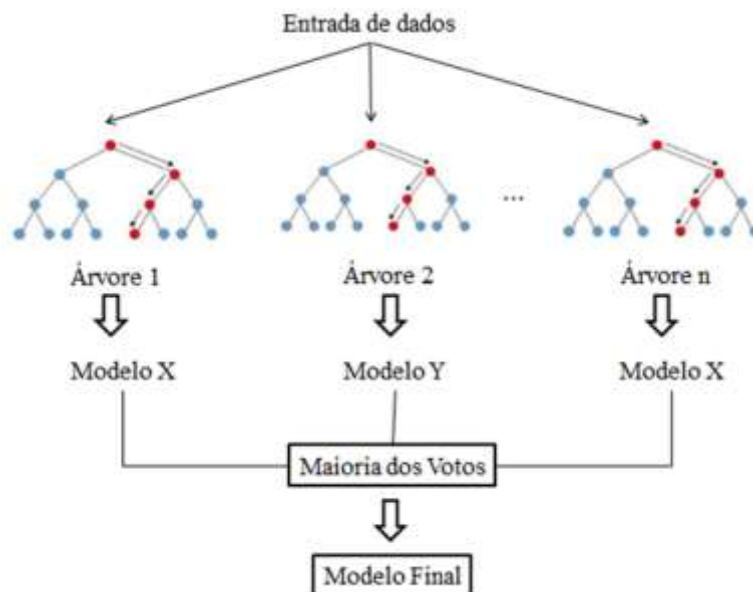 Entrada de dados
...
Árvore 1
Árvore 2
Árvore n
Modelo X
Modelo Y
Modelo X
Maioria dos Votos
Modelo Final